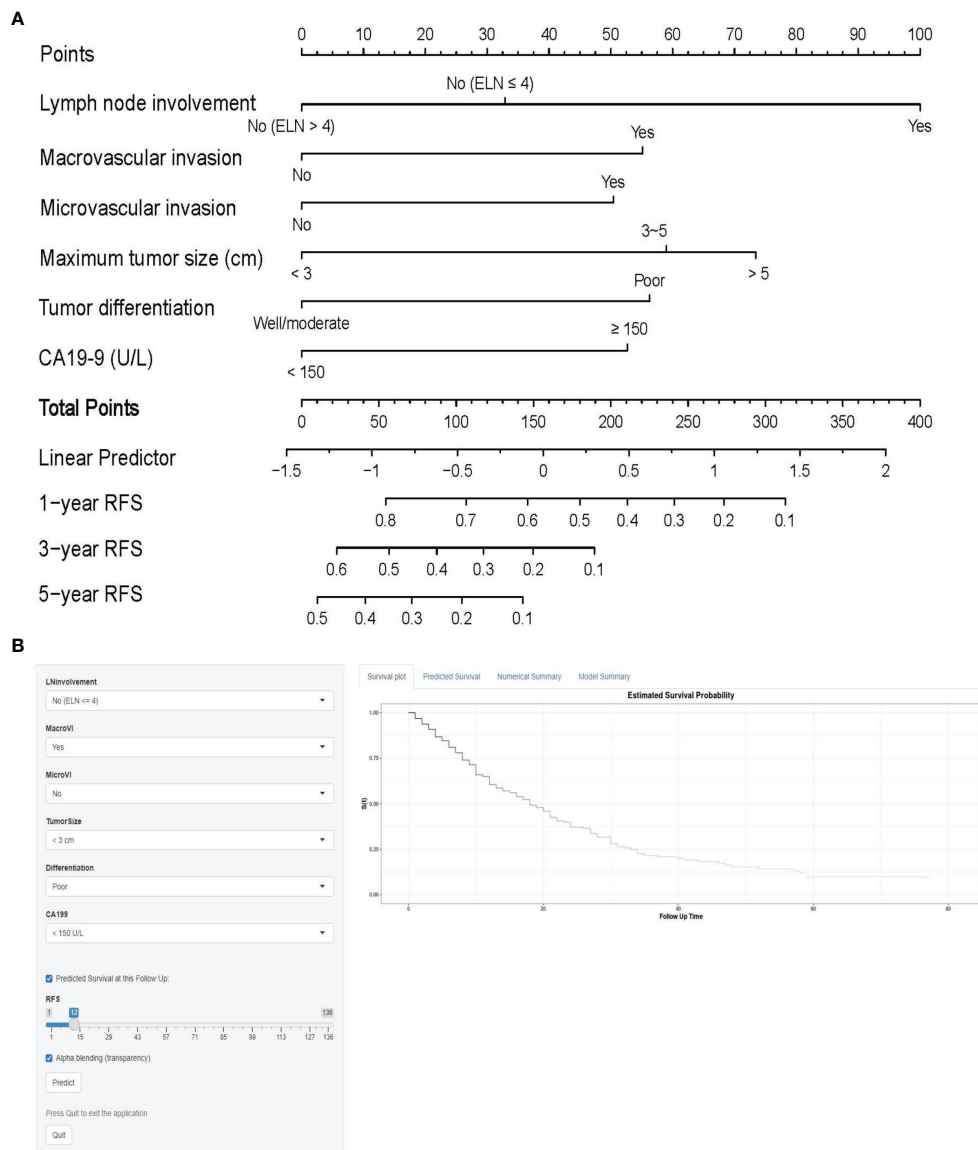 A
Points
0 10 20 30 40 50 60 70 80 90 100
No (ELN ≤ 4)
Lymph node involvement
No (ELN > 4) Yes
Yes
Macrovascular invasion
No
Yes
Microvascular invasion
No
3~5
Maximum tumor size (cm)
< 3 > 5
Poor
Tumor differentiation
Well/moderate
≥ 150
CA19-9 (U/L)
< 150
Total Points
0 50 100 150 200 250 300 350 400
Linear Predictor
−1.5 −1 −0.5 0 0.5 1 1.5 2
1−year RFS
0.8 0.7 0.6 0.5 0.4 0.3 0.2 0.1
3−year RFS
0.6 0.5 0.4 0.3 0.2 0.1
5−year RFS
0.5 0.4 0.3 0.2 0.1
B
LNinvolvement
No (ELN <= 4)
MacroVI
Yes
MicroVI
No
TumorSize
< 3 cm
Differentiation
Poor
CA199
< 150 U/L
Predicted Survival at this Follow Up:
RFS
1 12 136
1 15 29 43 57 71 85 99 113 127 136
Alpha blending (transparency)
Predict
Press Quit to exit the application
Quit
Survival plot Predicted Survival Numerical Summary Model Summary
Estimated Survival Probability
1.00
0.75
S(t)
0.50
0.25
0.00
0 20 40 60 80
Follow Up Time